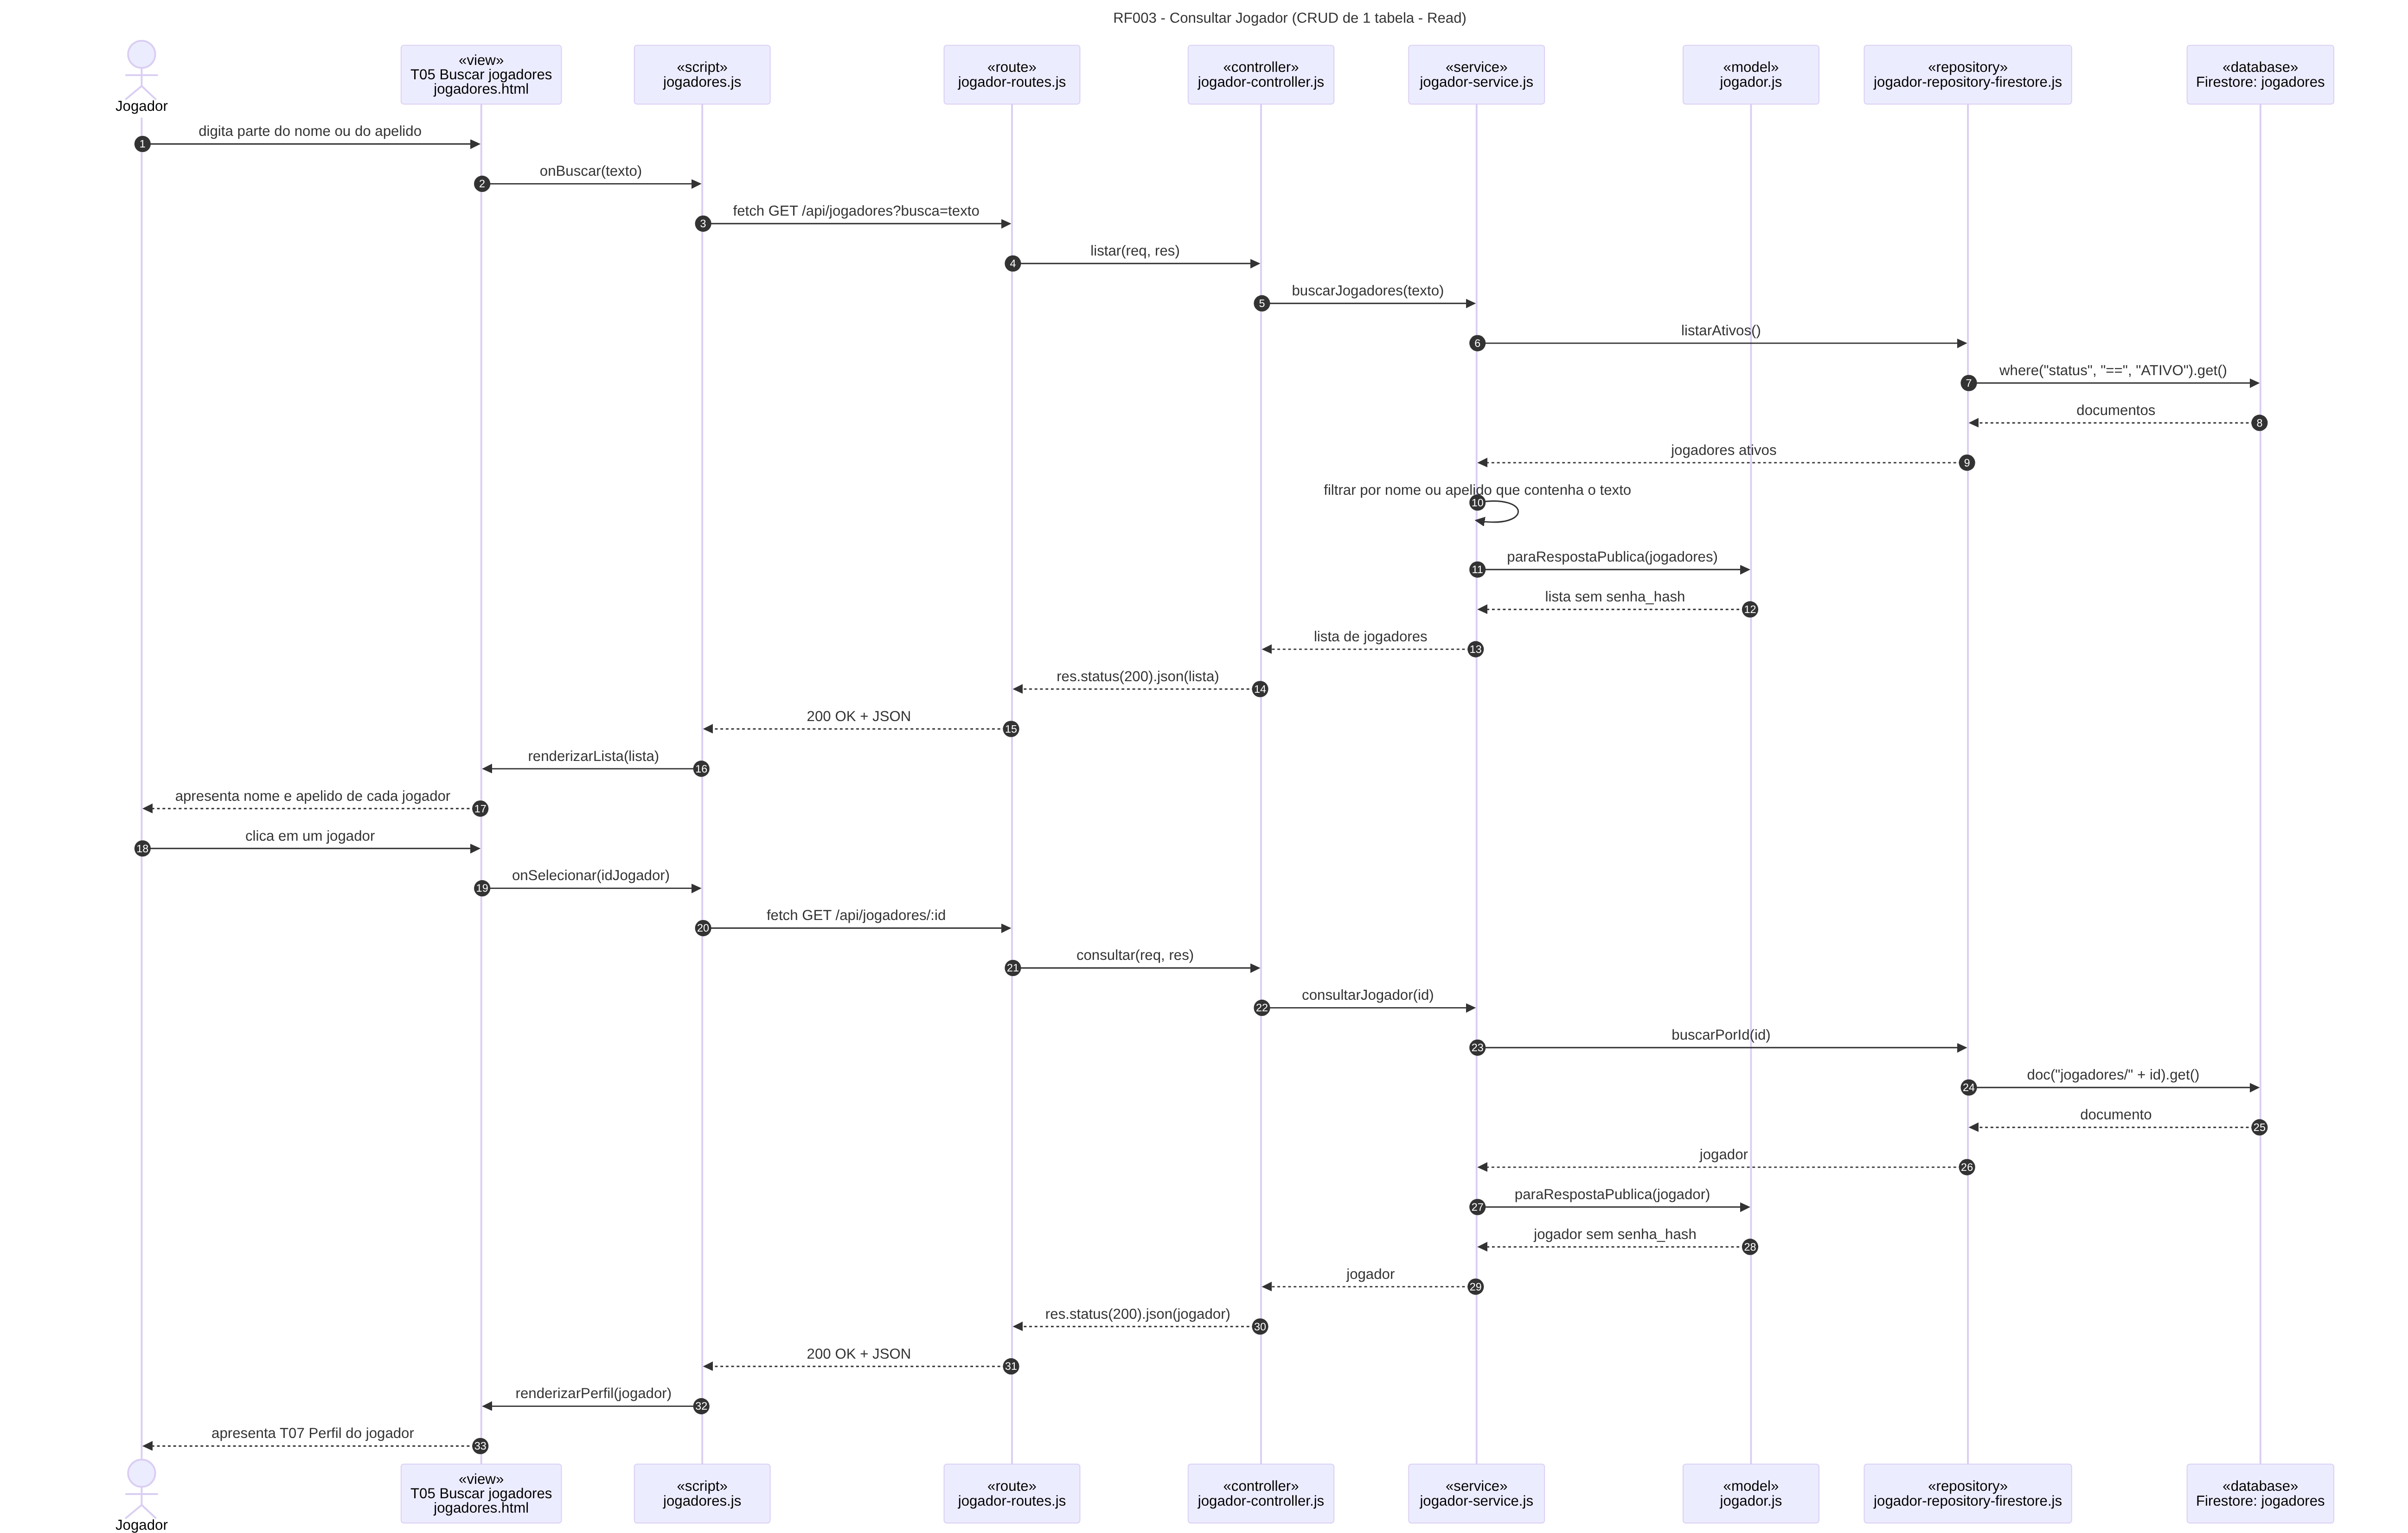 RF003 - Consultar Jogador (CRUD de 1 tabela - Read)
Jogador
«view»
T05 Buscar jogadores
jogadores.html
«script»
jogadores.js
«route»
jogador-routes.js
«controller»
jogador-controller.js
«service»
jogador-service.js
«model»
jogador.js
«repository»
jogador-repository-firestore.js
«database»
Firestore: jogadores
1 digita parte do nome ou do apelido
2 onBuscar(texto)
3 fetch GET /api/jogadores?busca=texto
4 listar(req, res)
5 buscarJogadores(texto)
6 listarAtivos()
7 where("status", "==", "ATIVO").get()
documentos 8
jogadores ativos 9
filtrar por nome ou apelido que contenha o texto
10
11 paraRespostaPublica(jogadores)
lista sem senha_hash 12
lista de jogadores 13
res.status(200).json(lista) 14
200 OK + JSON 15
renderizarLista(lista) 16
apresenta nome e apelido de cada jogador 17
18 clica em um jogador
19 onSelecionar(idJogador)
20 fetch GET /api/jogadores/:id
21 consultar(req, res)
22 consultarJogador(id)
23 buscarPorId(id)
24 doc("jogadores/" + id).get()
documento 25
jogador 26
27 paraRespostaPublica(jogador)
jogador sem senha_hash 28
jogador 29
res.status(200).json(jogador) 30
200 OK + JSON 31
renderizarPerfil(jogador) 32
apresenta T07 Perfil do jogador 33
Jogador
«view»
T05 Buscar jogadores
jogadores.html
«script»
jogadores.js
«route»
jogador-routes.js
«controller»
jogador-controller.js
«service»
jogador-service.js
«model»
jogador.js
«repository»
jogador-repository-firestore.js
«database»
Firestore: jogadores